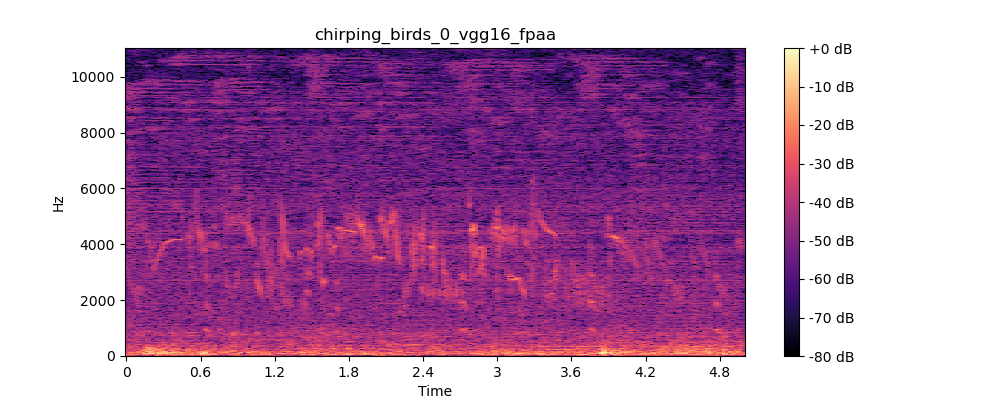 chirping_birds_0_vgg16_fpaa
Hz
10000
8000
6000
4000
2000
0
0 0.6 1.2 1.8 2.4 3 3.6 4.2 4.8
Time
+0 dB
-10 dB
-20 dB
-30 dB
-40 dB
-50 dB
-60 dB
-70 dB
-80 dB